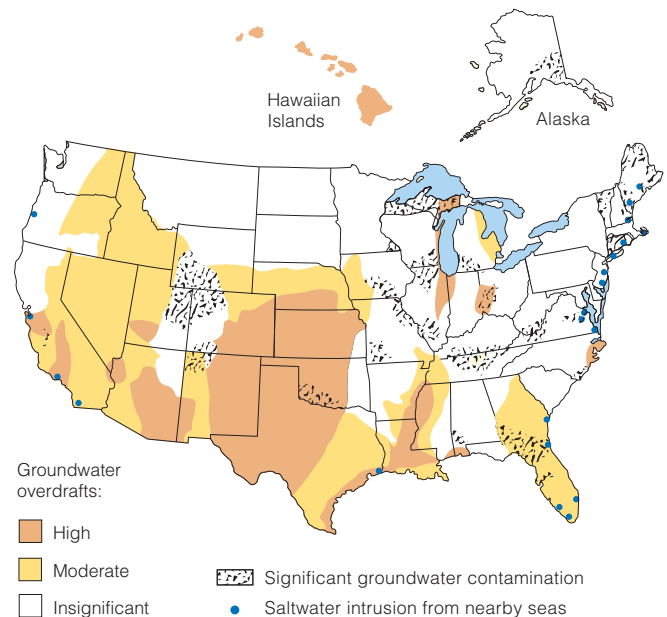 Hawaiian
Islands
Alaska
Groundwater
overdrafts:
High
Moderate
Insignificant
Significant groundwater contamination
Saltwater intrusion from nearby seas